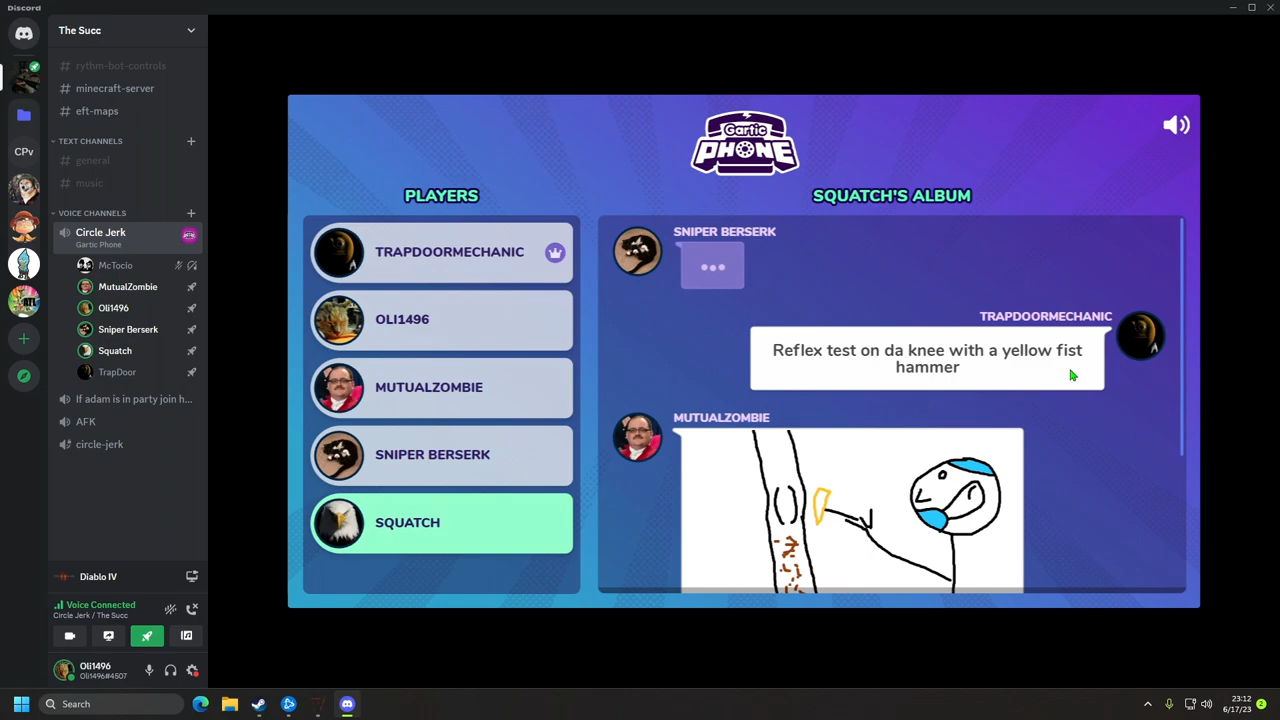 Discord
The Succ
rythm-bot-controls
minecraft-server
eft-maps
TEXT CHANNELS
general
music
VOICE CHANNELS
Circle Jerk
Gartic Phone
McTocio
MutualZombie
Oli1496
Sniper Berserk
Squatch
TrapDoor
If adam is in party join h...
AFK
circle-jerk
CPv
Diablo IV
Voice Connected
Circle Jerk / The Succ
Oli1496
Oli1496#4507
Gartic
PHONE
PLAYERS
TRAPDOORMECHANIC
OLI1496
MUTUALZOMBIE
SNIPER BERSERK
SQUATCH
SQUATCH'S ALBUM
SNIPER BERSERK
...
TRAPDOORMECHANIC
Reflex test on da knee with a yellow fist
hammer
MUTUALZOMBIE
Search
23:12
6/17/23
2